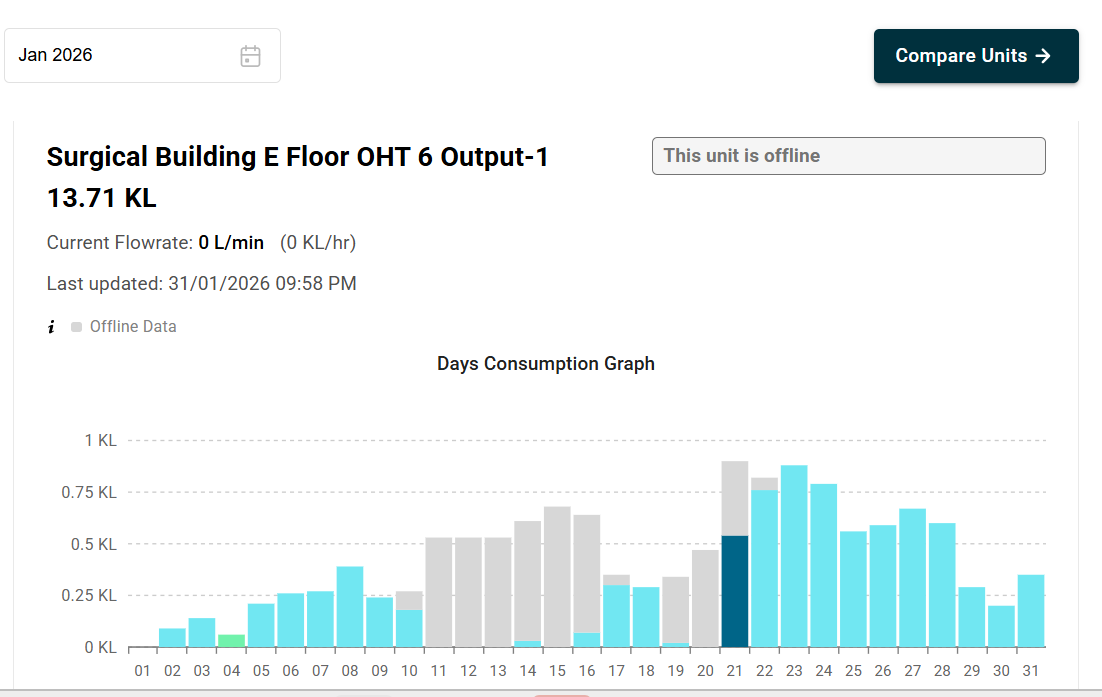 Jan 2026
Compare Units →
Surgical Building E Floor OHT 6 Output-1
This unit is offline
13.71 KL
Current Flowrate: 0 L/min (0 KL/hr)
Last updated: 31/01/2026 09:58 PM
i Offline Data
Days Consumption Graph
1 KL
0.75 KL
0.5 KL
0.25 KL
0 KL
01 02 03 04 05 06 07 08 09 10 11 12 13 14 15 16 17 18 19 20 21 22 23 24 25 26 27 28 29 30 31